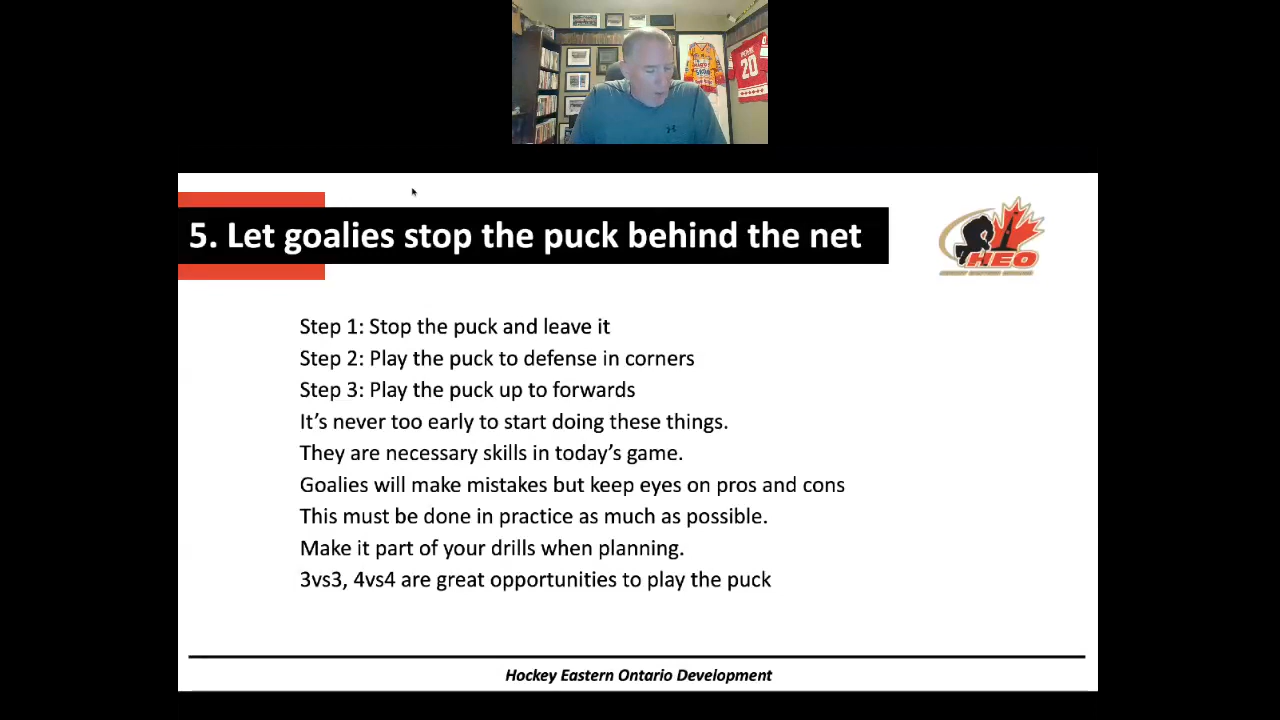 20
5. Let goalies stop the puck behind the net
HEO
Step 1: Stop the puck and leave it
Step 2: Play the puck to defense in corners
Step 3: Play the puck up to forwards
It’s never too early to start doing these things.
They are necessary skills in today’s game.
Goalies will make mistakes but keep eyes on pros and cons
This must be done in practice as much as possible.
Make it part of your drills when planning.
3vs3, 4vs4 are great opportunities to play the puck
Hockey Eastern Ontario Development